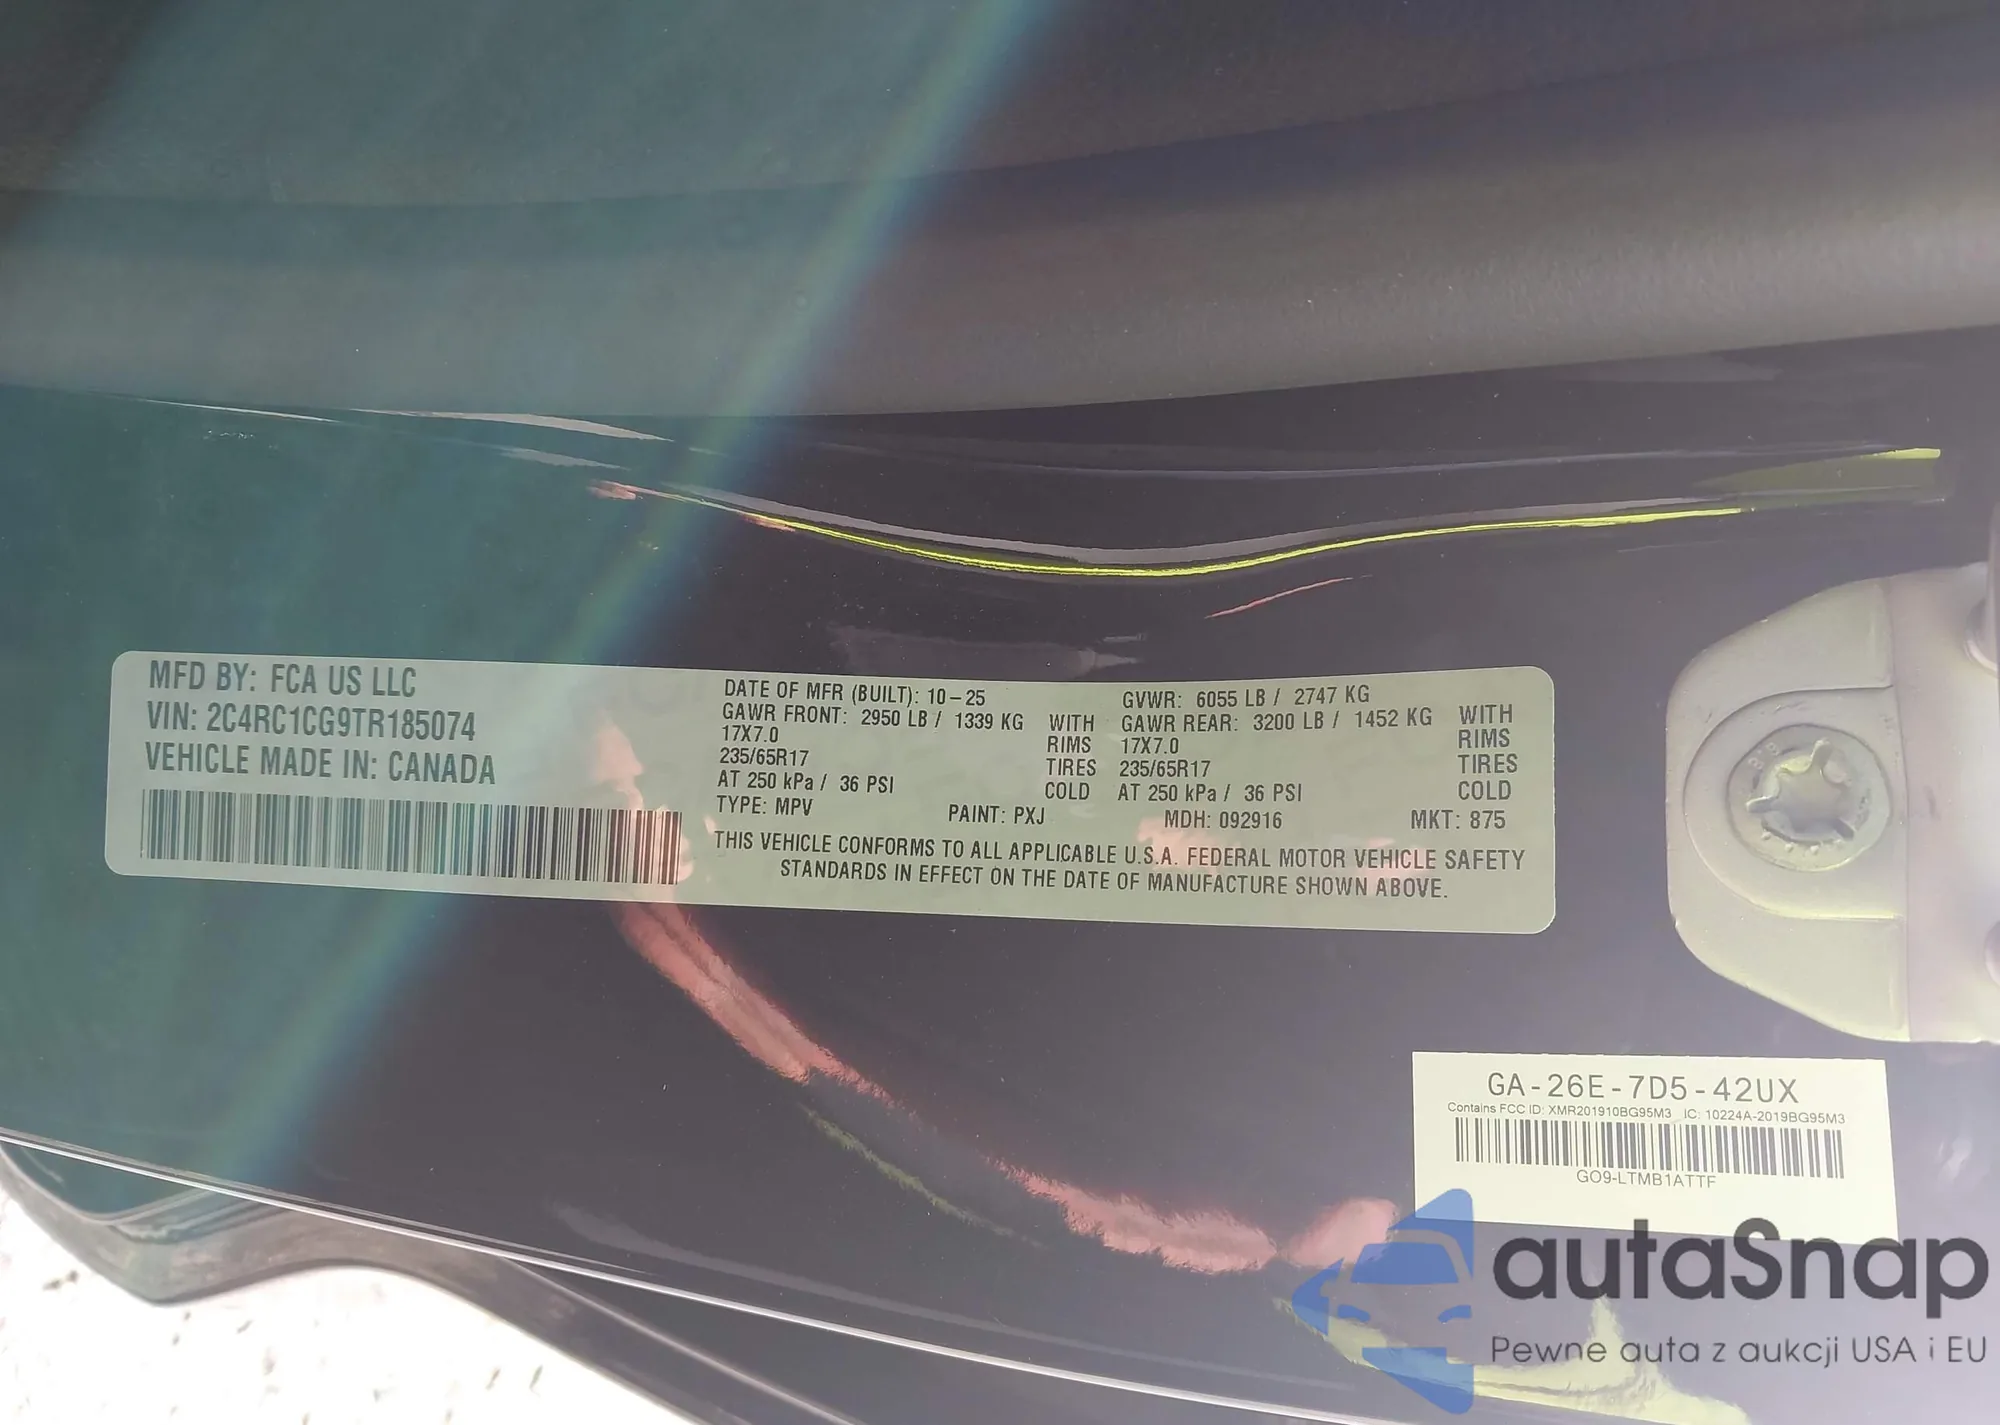 MFD BY: FCA US LLC
VIN: 2C4RC1CG9TR185074
VEHICLE MADE IN: CANADA
DATE OF MFR (BUILT): 10-25 GVWR: 6055 LB / 2747 KG
GAWR FRONT: 2950 LB / 1339 KG WITH GAWR REAR: 3200 LB / 1452 KG WITH
17X7.0 RIMS 17X7.0 RIMS
235/65R17 TIRES 235/65R17 TIRES
AT 250 kPa / 36 PSI COLD AT 250 kPa / 36 PSI COLD
TYPE: MPV PAINT: PXJ MDH: 092916 MKT: 875
THIS VEHICLE CONFORMS TO ALL APPLICABLE U.S.A. FEDERAL MOTOR VEHICLE SAFETY
STANDARDS IN EFFECT ON THE DATE OF MANUFACTURE SHOWN ABOVE.
GA-26E-7D5-42UX
Contains FCC ID: XMR201910BG95M3 IC: 10224A-2019BG95M3
GO9-LTMB1ATTF
autaSnap
Pewne auta z aukcji USA i EU